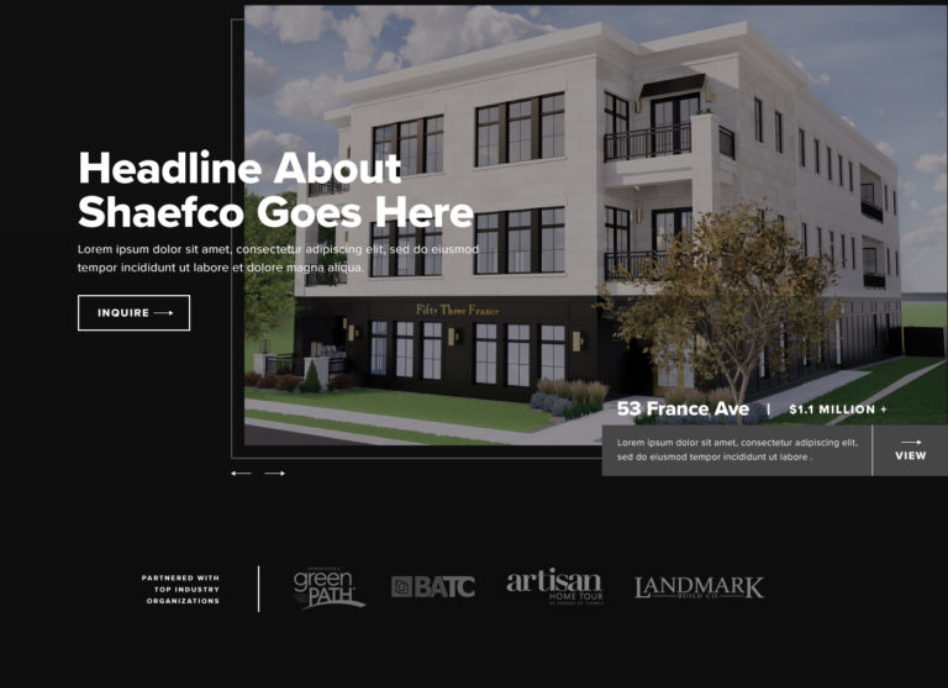 Headline About
Shaefco Goes Here
Lorem ipsum dolor sit amet, consectetur adipiscing elit, sed do eiusmod
tempor incididunt ut labore et dolore magna aliqua.
INQUIRE
Fifty Three France
53 France Ave | $1.1 MILLION +
Lorem ipsum dolor sit amet, consectetur adipiscing elit,
sed do eiusmod tempor incididunt ut labore .
VIEW
PARTNERED WITH
TOP INDUSTRY
ORGANIZATIONS
green
PATH
BATC
artisan
HOME TOUR
LANDMARK
BUILD CO